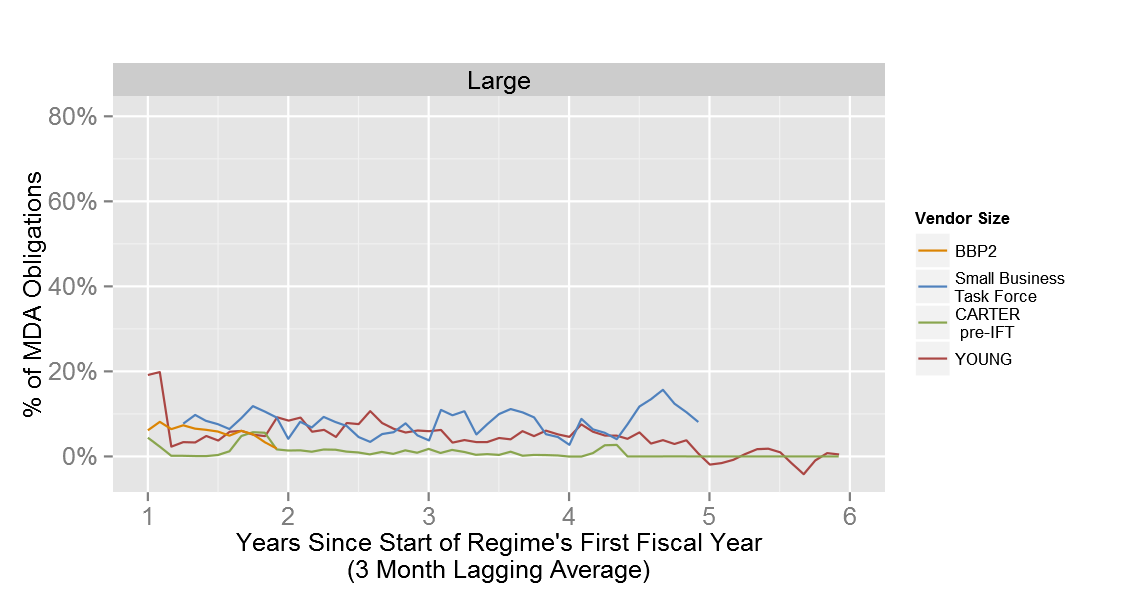 Large
80%
60%
40%
20%
0%
% of MDA Obligations
1 2 3 4 5 6
Years Since Start of Regime's First Fiscal Year
(3 Month Lagging Average)
Vendor Size
BBP2
Small Business
Task Force
CARTER
pre-IFT
YOUNG